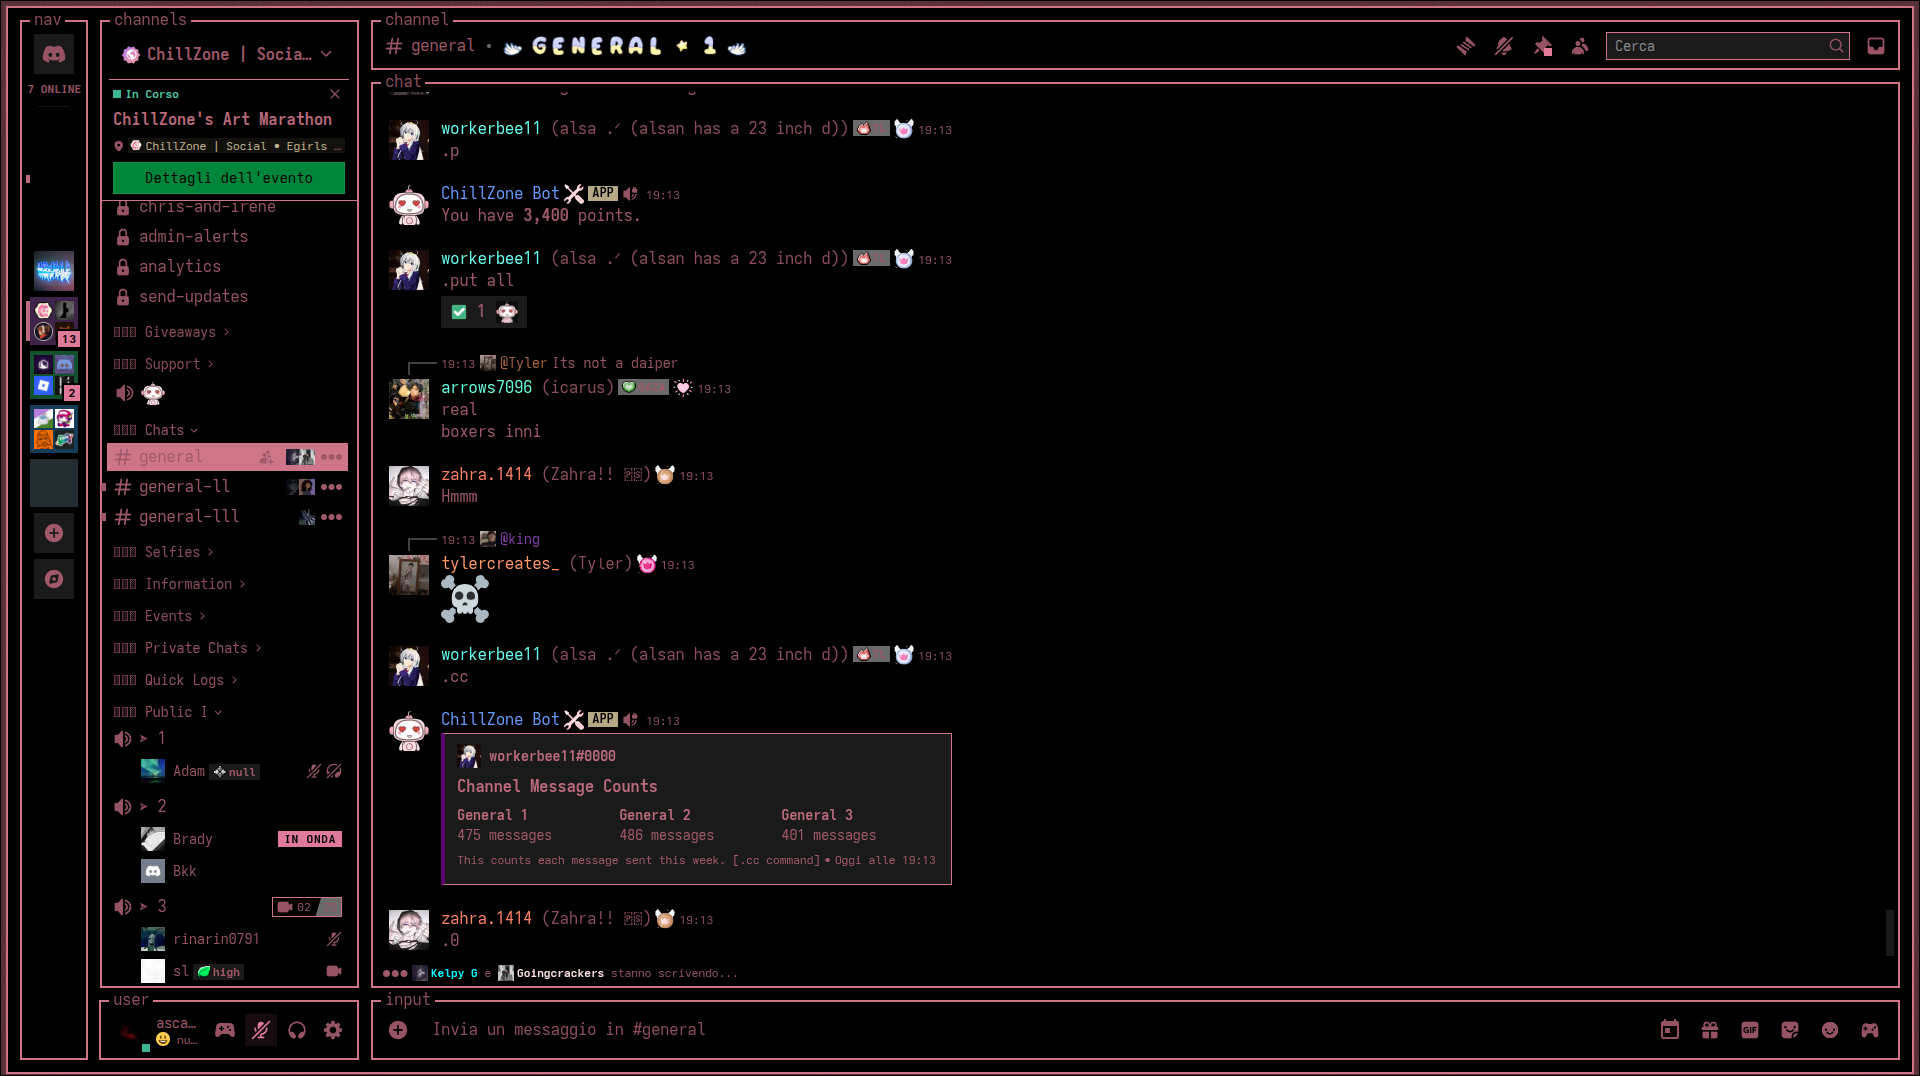 nav
7 ONLINE
13
2
channels
ChillZone | Socia…
In Corso
ChillZone's Art Marathon
ChillZone | Social • Egirls …
Dettagli dell'evento
chris-and-irene
admin-alerts
analytics
send-updates
Giveaways
Support
Chats
general
general-ll
general-lll
Selfies
Information
Events
Private Chats
Quick Logs
Public I
➤ 1
Adam null
➤ 2
Brady IN ONDA
Bkk
➤ 3 02
rinarin0791
sl high
user
asca…
nu…
channel
# general • GENERAL 1
Cerca
chat
workerbee11 (alsa .ᐟ (alsan has a 23 inch d)) 19:13
.p
ChillZone Bot APP 19:13
You have 3,400 points.
workerbee11 (alsa .ᐟ (alsan has a 23 inch d)) 19:13
.put all
1
19:13 @Tyler Its not a daiper
arrows7096 (icarus) 19:13
real
boxers inni
zahra.1414 (Zahra!! 🇵🇸) 19:13
Hmmm
19:13 @king
tylercreates_ (Tyler) 19:13
workerbee11 (alsa .ᐟ (alsan has a 23 inch d)) 19:13
.cc
ChillZone Bot APP 19:13
workerbee11#0000
Channel Message Counts
General 1 General 2 General 3
475 messages 486 messages 401 messages
This counts each message sent this week. [.cc command] • Oggi alle 19:13
zahra.1414 (Zahra!! 🇵🇸) 19:13
.0
Kelpy G e Goingcrackers stanno scrivendo...
input
Invia un messaggio in #general
GIF